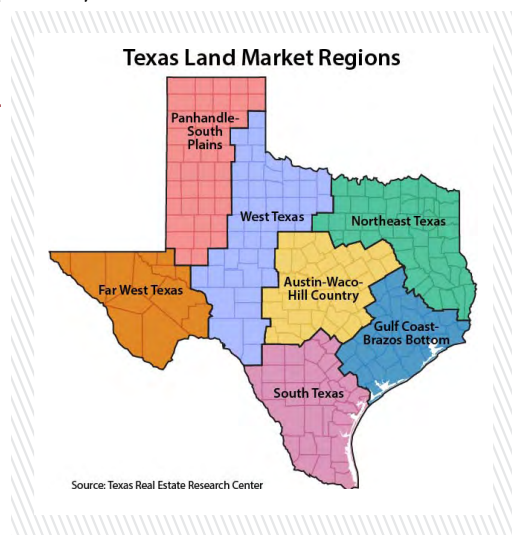 Texas Land Market Regions
Panhandle-
South
Plains
West Texas
Northeast Texas
Far West Texas
Austin-Waco-
Hill Country
Gulf Coast-
Brazos Bottom
South Texas
Source: Texas Real Estate Research Center